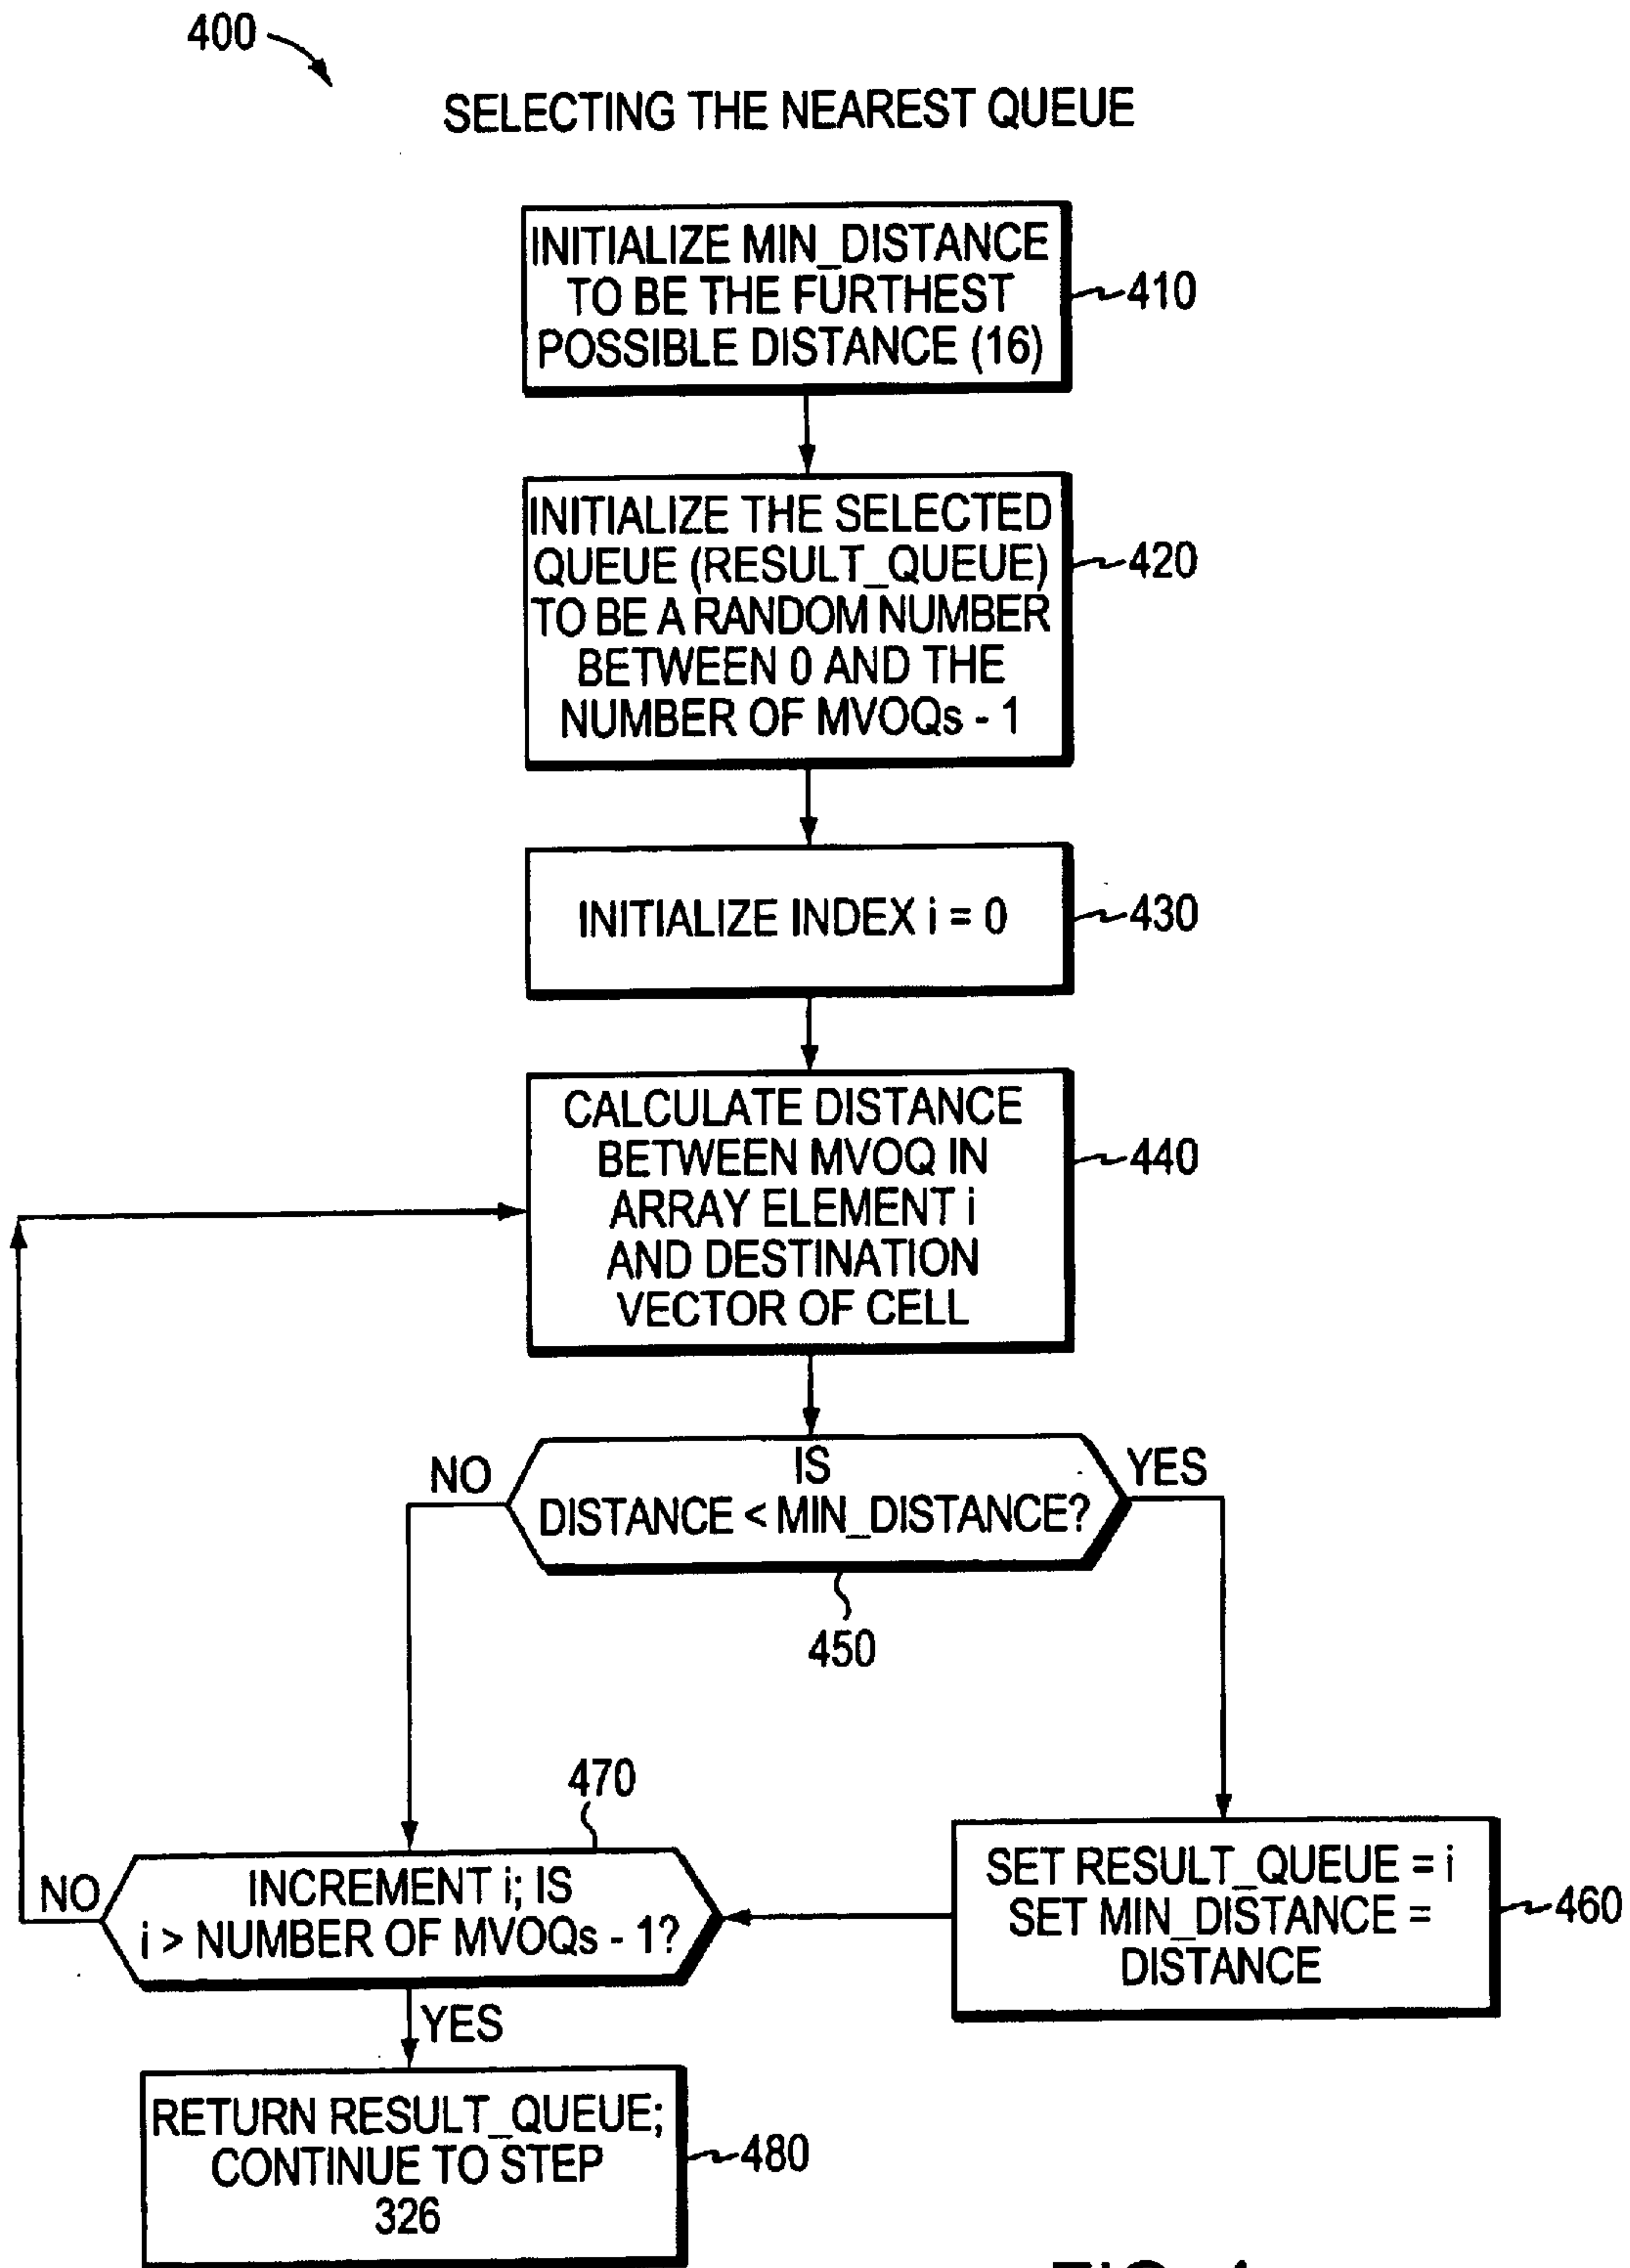 400
SELECTING THE NEAREST QUEUE
INITIALIZE MIN_DISTANCE
TO BE THE FURTHEST
POSSIBLE DISTANCE (16)
410
INITIALIZE THE SELECTED
QUEUE (RESULT_QUEUE)
TO BE A RANDOM NUMBER
BETWEEN 0 AND THE
NUMBER OF MVOQs - 1
420
INITIALIZE INDEX i = 0
430
CALCULATE DISTANCE
BETWEEN MVOQ IN
ARRAY ELEMENT i
AND DESTINATION
VECTOR OF CELL
440
NO
IS
DISTANCE < MIN_DISTANCE?
YES
450
470
NO
INCREMENT i; IS
i > NUMBER OF MVOQs - 1?
SET RESULT_QUEUE = i
SET MIN_DISTANCE =
DISTANCE
460
YES
RETURN RESULT_QUEUE;
CONTINUE TO STEP
326
480